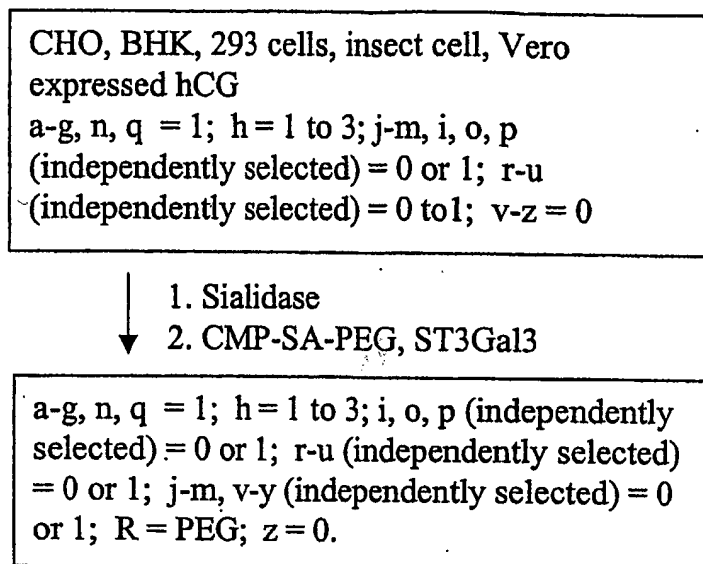 CHO, BHK, 293 cells, insect cell, Vero
expressed hCG
a-g, n, q = 1; h = 1 to 3; j-m, i, o, p
(independently selected) = 0 or 1; r-u
(independently selected) = 0 to1; v-z = 0
1. Sialidase
2. CMP-SA-PEG, ST3Gal3
a-g, n, q = 1; h = 1 to 3; i, o, p (independently
selected) = 0 or 1; r-u (independently selected)
= 0 or 1; j-m, v-y (independently selected) = 0
or 1; R = PEG; z = 0.